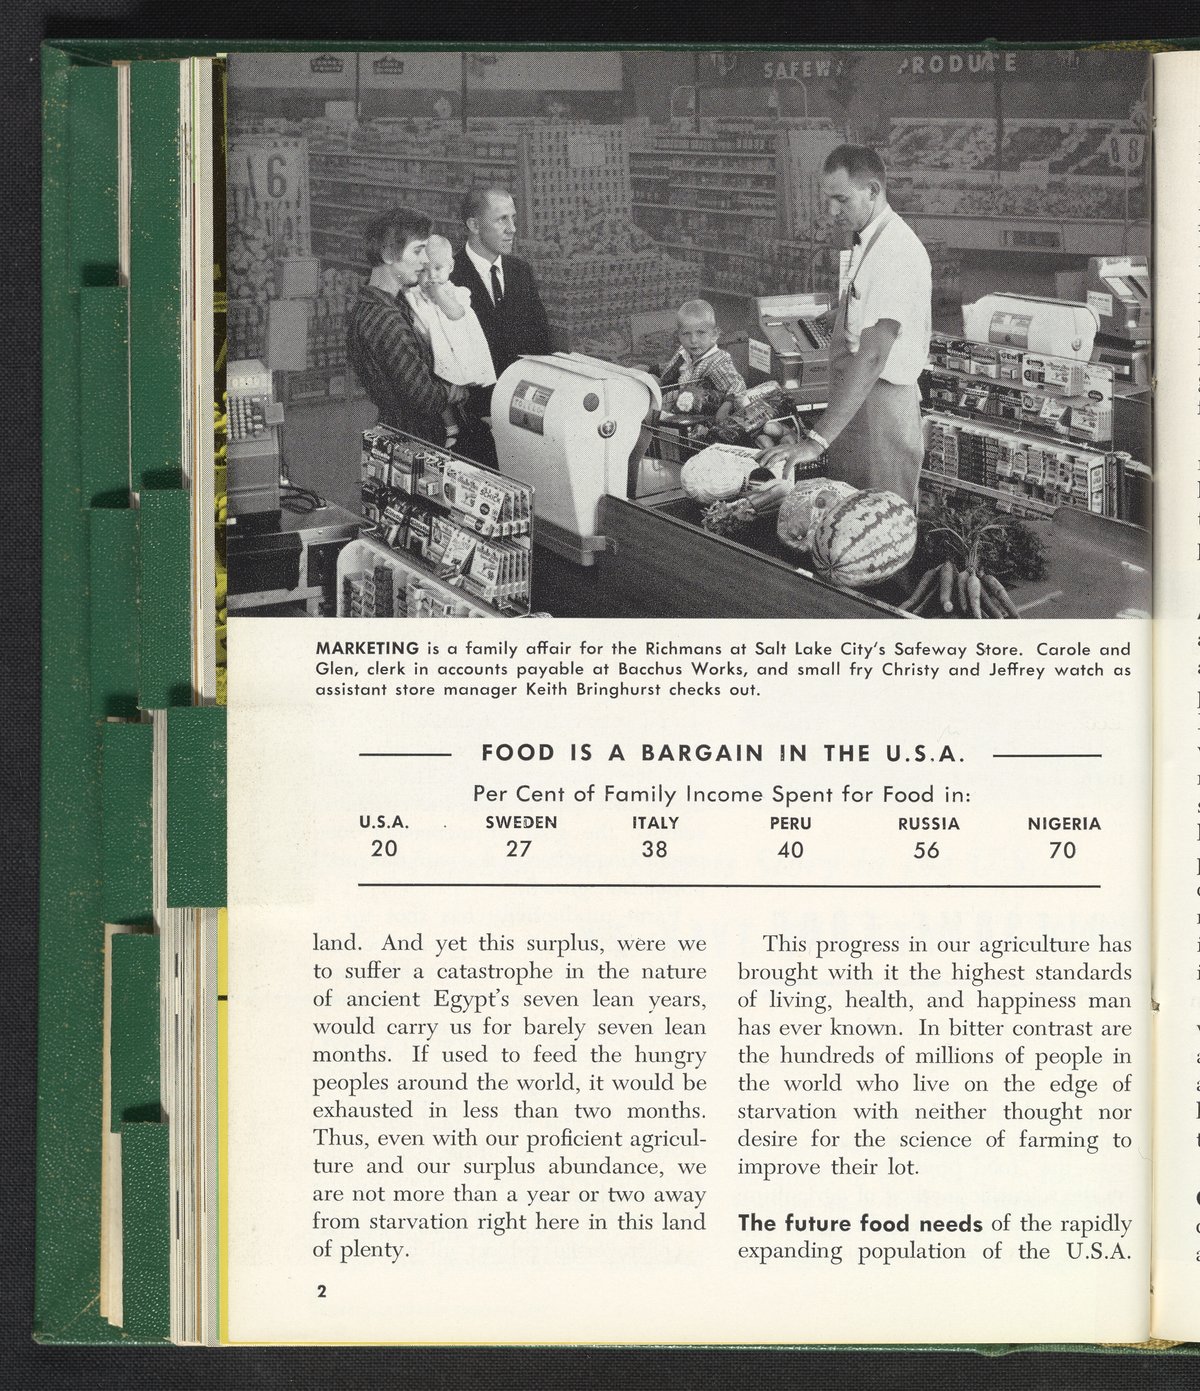 SAFEWAY PRODUCE
16
88
MARKETING is a family affair for the Richmans at Salt Lake City's Safeway Store. Carole and
Glen, clerk in accounts payable at Bacchus Works, and small fry Christy and Jeffrey watch as
assistant store manager Keith Bringhurst checks out.
FOOD IS A BARGAIN IN THE U.S.A.
Per Cent of Family Income Spent for Food in:
U.S.A. SWEDEN ITALY PERU RUSSIA NIGERIA
20 27 38 40 56 70
land. And yet this surplus, were we
to suffer a catastrophe in the nature
of ancient Egypt's seven lean years,
would carry us for barely seven lean
months. If used to feed the hungry
peoples around the world, it would be
exhausted in less than two months.
Thus, even with our proficient agricul-
ture and our surplus abundance, we
are not more than a year or two away
from starvation right here in this land
of plenty.
This progress in our agriculture has
brought with it the highest standards
of living, health, and happiness man
has ever known. In bitter contrast are
the hundreds of millions of people in
the world who live on the edge of
starvation with neither thought nor
desire for the science of farming to
improve their lot.
The future food needs of the rapidly
expanding population of the U.S.A.
2